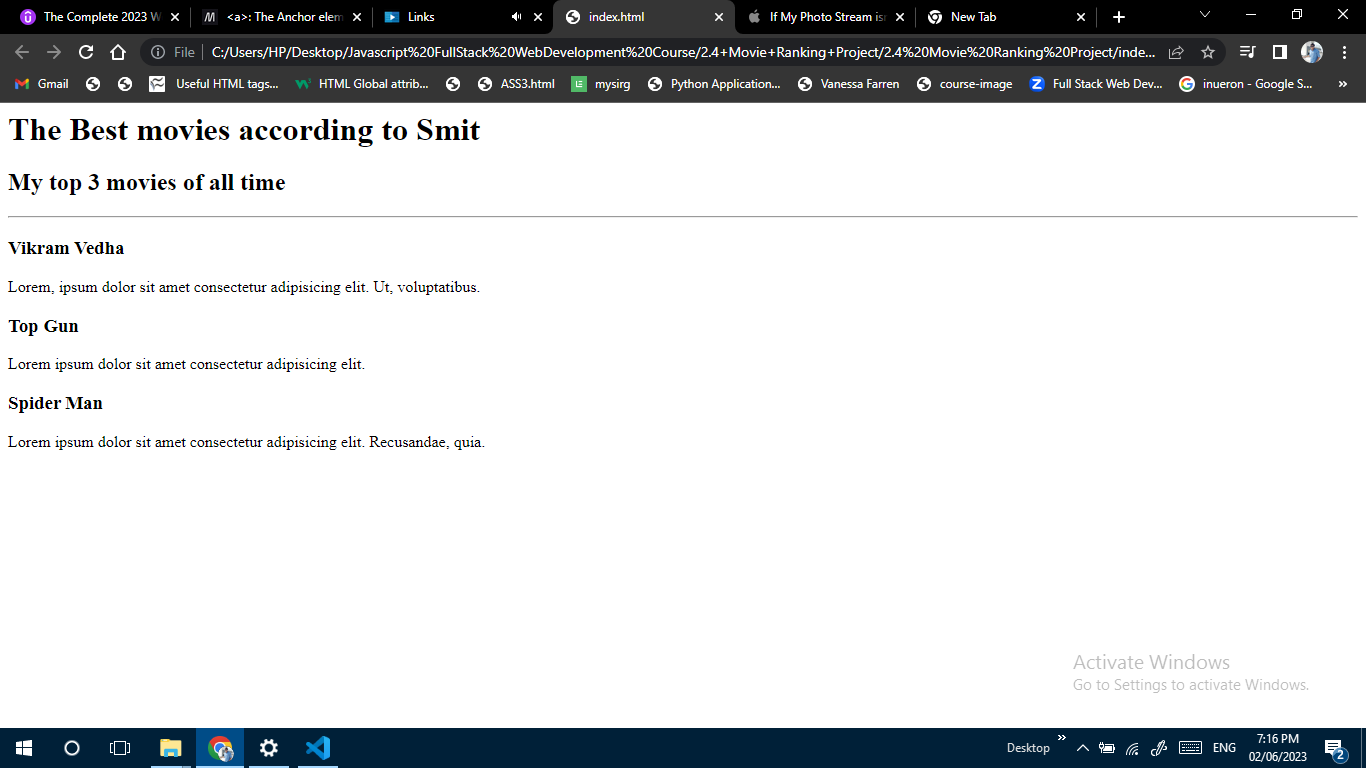 The Complete 2023 W
<a>: The Anchor elem
Links
index.html
If My Photo Stream isn
New Tab
File
C:/Users/HP/Desktop/Javascript%20FullStack%20WebDevelopment%20Course/2.4+Movie+Ranking+Project/2.4%20Movie%20Ranking%20Project/inde...
Gmail
Useful HTML tags...
HTML Global attrib...
ASS3.html
LE
mysirg
Python Application...
Vanessa Farren
course-image
Full Stack Web Dev...
inueron - Google S...
The Best movies according to Smit
My top 3 movies of all time
Vikram Vedha
Lorem, ipsum dolor sit amet consectetur adipisicing elit. Ut, voluptatibus.
Top Gun
Lorem ipsum dolor sit amet consectetur adipisicing elit.
Spider Man
Lorem ipsum dolor sit amet consectetur adipisicing elit. Recusandae, quia.
Activate Windows
Go to Settings to activate Windows.
Desktop
ENG
7:16 PM
02/06/2023
2